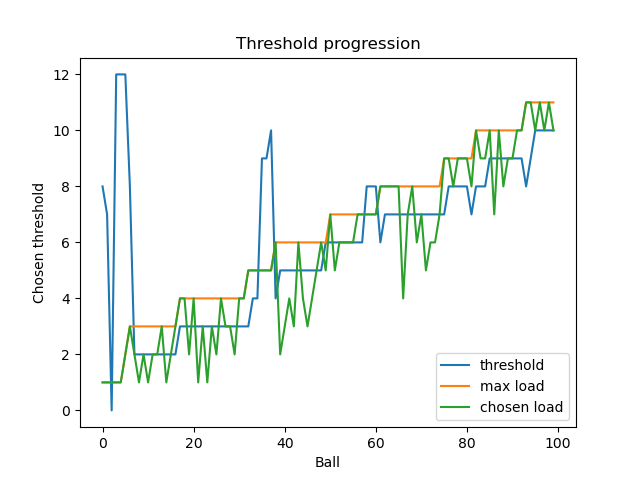 Threshold progression
Chosen threshold
12
10
8
6
4
2
0
threshold
max load
chosen load
0 20 40 60 80 100
Ball